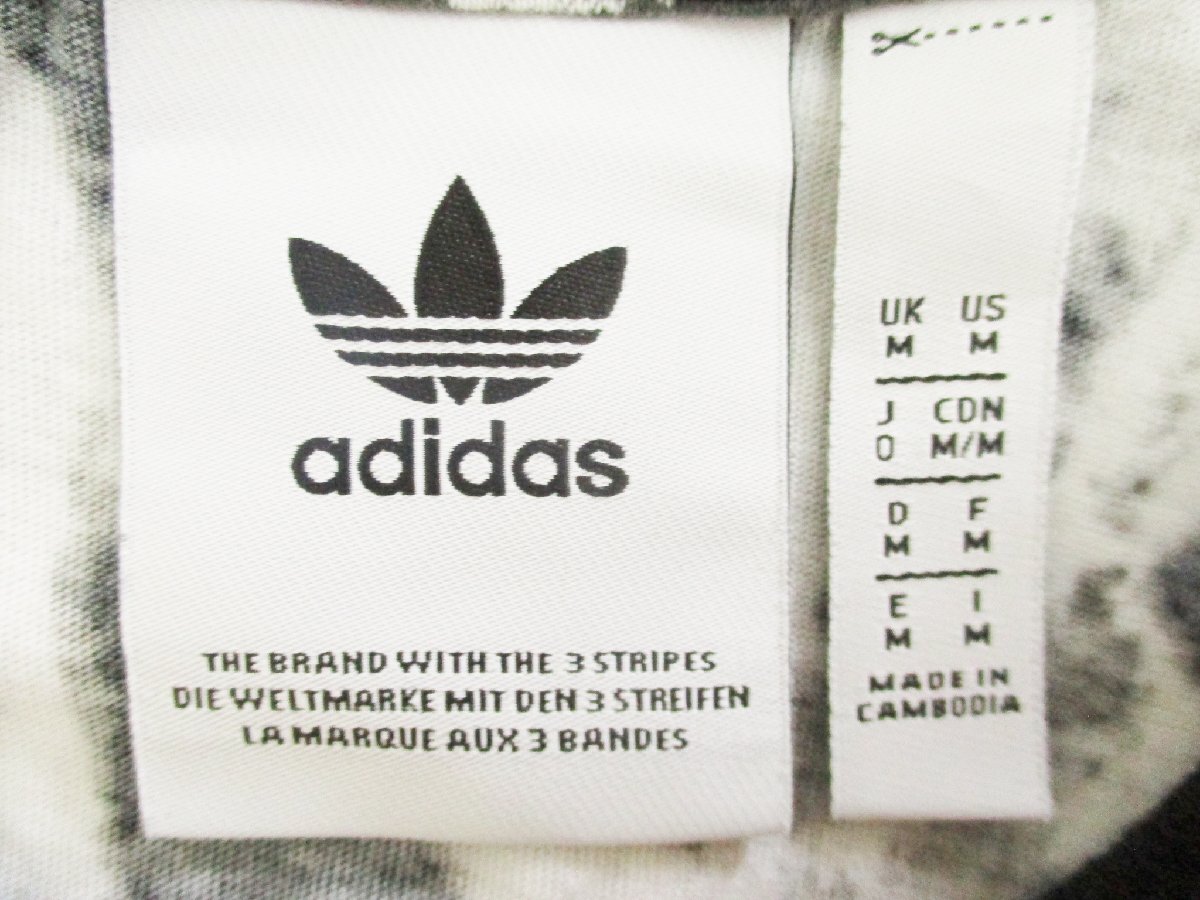 adidas
THE BRAND WITH THE 3 STRIPES
DIE WELTMARKE MIT DEN 3 STREIFEN
LA MARQUE AUX 3 BANDES
UK US
M M
J CDN
O M/M
D F
M M
E I
M M
MADE IN
CAMBODIA